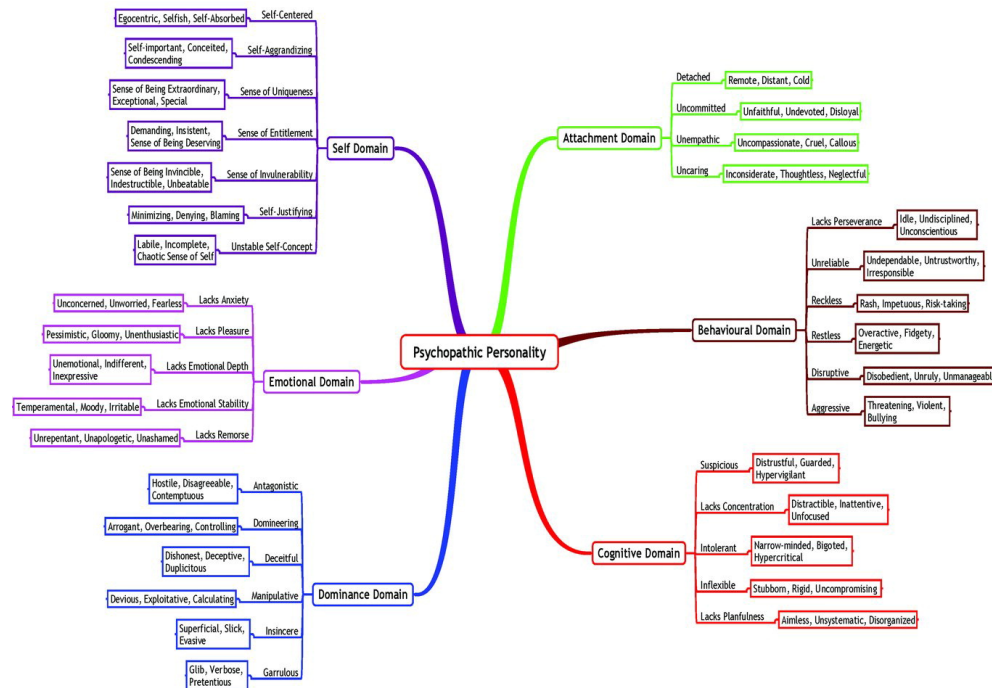 Psychopathic Personality
Self Domain
Self-Centered
Egocentric, Selfish, Self-Absorbed
Self-Aggrandizing
Self-important, Conceited,
Condescending
Sense of Uniqueness
Sense of Being Extraordinary,
Exceptional, Special
Sense of Entitlement
Demanding, Insistent,
Sense of Being Deserving
Sense of Invulnerability
Sense of Being Invincible,
Indestructible, Unbeatable
Self-Justifying
Minimizing, Denying, Blaming
Unstable Self-Concept
Labile, Incomplete,
Chaotic Sense of Self
Emotional Domain
Lacks Anxiety
Unconcerned, Unworried, Fearless
Lacks Pleasure
Pessimistic, Gloomy, Unenthusiastic
Lacks Emotional Depth
Unemotional, Indifferent,
Inexpressive
Lacks Emotional Stability
Temperamental, Moody, Irritable
Lacks Remorse
Unrepentant, Unapologetic, Unashamed
Dominance Domain
Antagonistic
Hostile, Disagreeable,
Contemptuous
Domineering
Arrogant, Overbearing, Controlling
Deceitful
Dishonest, Deceptive,
Duplicitous
Manipulative
Devious, Exploitative, Calculating
Insincere
Superficial, Slick,
Evasive
Garrulous
Glib, Verbose,
Pretentious
Attachment Domain
Detached
Remote, Distant, Cold
Uncommitted
Unfaithful, Undevoted, Disloyal
Unempathic
Uncompassionate, Cruel, Callous
Uncaring
Inconsiderate, Thoughtless, Neglectful
Behavioural Domain
Lacks Perseverance
Idle, Undisciplined,
Unconscientious
Unreliable
Undependable, Untrustworthy,
Irresponsible
Reckless
Rash, Impetuous, Risk-taking
Restless
Overactive, Fidgety,
Energetic
Disruptive
Disobedient, Unruly, Unmanageable
Aggressive
Threatening, Violent,
Bullying
Cognitive Domain
Suspicious
Distrustful, Guarded,
Hypervigilant
Lacks Concentration
Distractible, Inattentive,
Unfocused
Intolerant
Narrow-minded, Bigoted,
Hypercritical
Inflexible
Stubborn, Rigid, Uncompromising
Lacks Planfulness
Aimless, Unsystematic, Disorganized